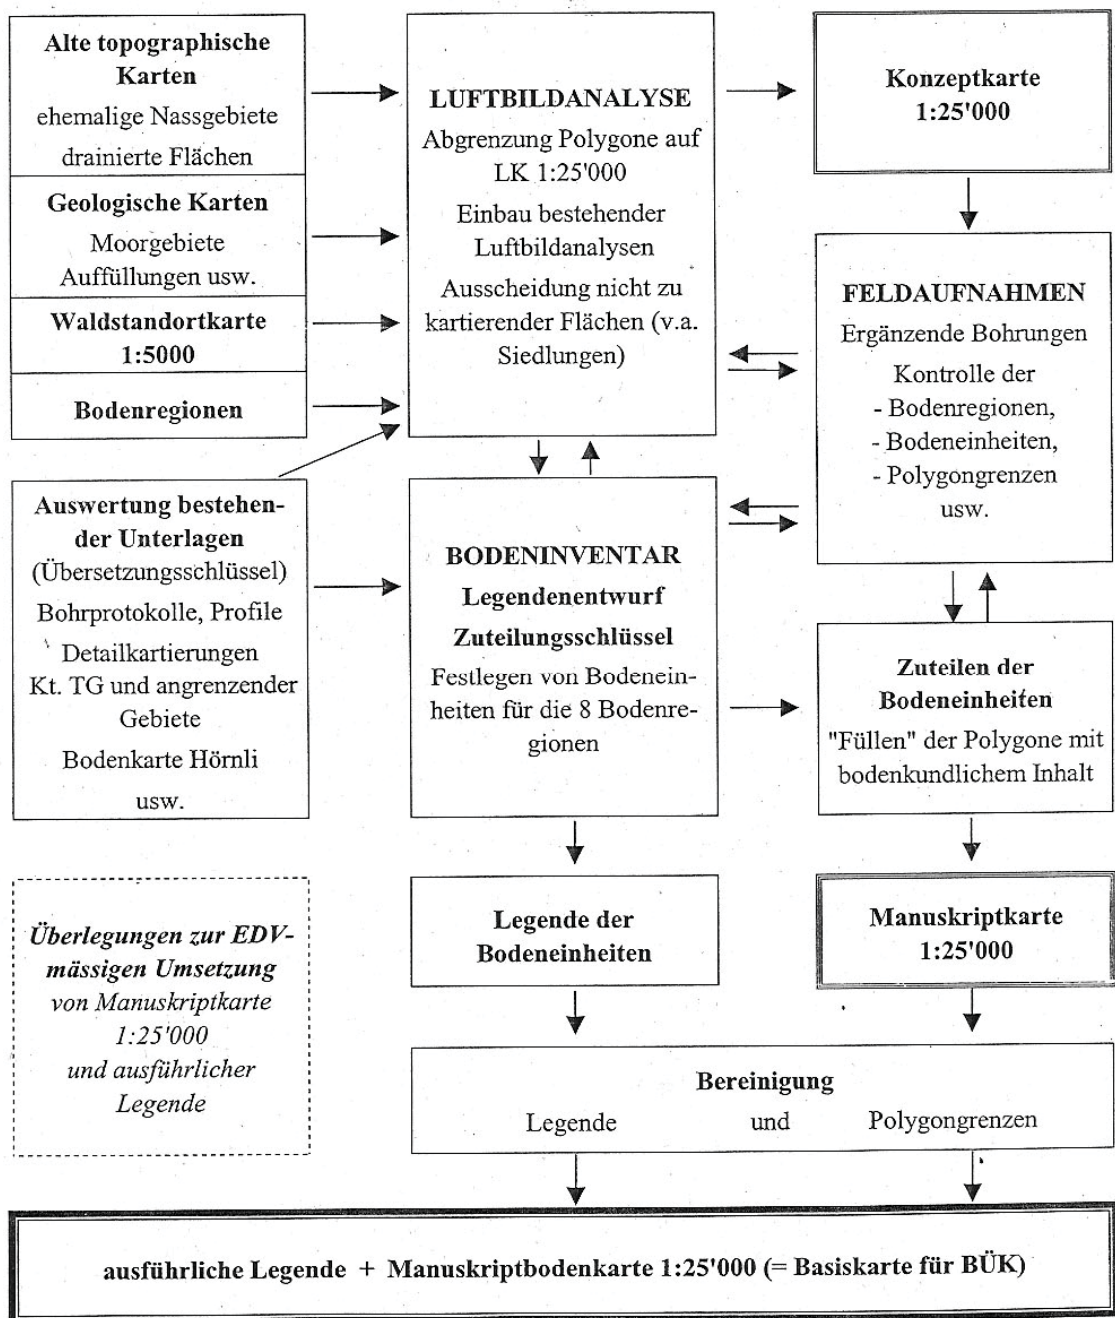 Alte topographische
Karten
ehemalige Nassgebiete
drainierte Flächen
Geologische Karten
Moorgebiete
Auffüllungen usw.
Waldstandortkarte
1:5000
Bodenregionen
Auswertung bestehen-
der Unterlagen
(Übersetzungsschlüssel)
Bohrprotokolle, Profile
Detailkartierungen
Kt. TG und angrenzender
Gebiete
Bodenkarte Hörnli
usw.
Überlegungen zur EDV-
mässigen Umsetzung
von Manuskriptkarte
1:25'000
und ausführlicher
Legende
LUFTBILDANALYSE
Abgrenzung Polygone auf
LK 1:25'000
Einbau bestehender
Luftbildanalysen
Ausscheidung nicht zu
kartierender Flächen (v.a.
Siedlungen)
BODENINVENTAR
Legendenentwurf
Zuteilungsschlüssel
Festlegen von Bodenein-
heiten für die 8 Bodenre-
gionen
Legende der
Bodeneinheiten
Konzeptkarte
1:25'000
FELDAUFNAHMEN
Ergänzende Bohrungen
Kontrolle der
- Bodenregionen,
- Bodeneinheiten,
- Polygongrenzen
usw.
Zuteilen der
Bodeneinheiten
"Füllen" der Polygone mit
bodenkundlichem Inhalt
Manuskriptkarte
1:25'000
Bereinigung
Legende und Polygongrenzen
ausführliche Legende + Manuskriptbodenkarte 1:25'000 (= Basiskarte für BÜK)